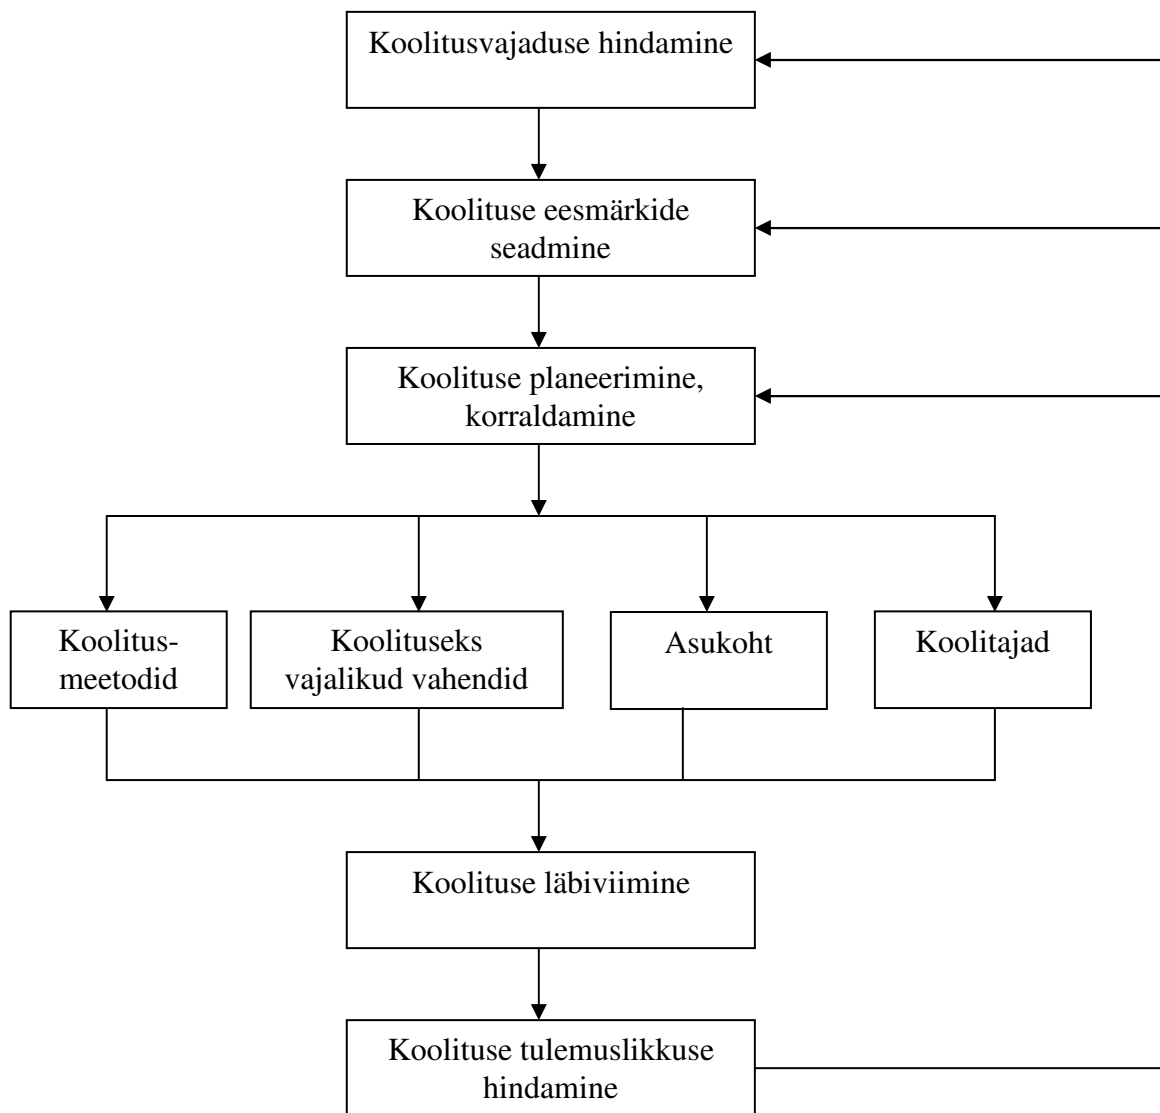 Koolitusvajaduse hindamine
Koolituse eesmärkide
seadmine
Koolituse planeerimine,
korraldamine
Koolitus-
meetodid
Koolituseks
vajalikud vahendid
Asukoht
Koolitajad
Koolituse läbiviimine
Koolituse tulemuslikkuse
hindamine